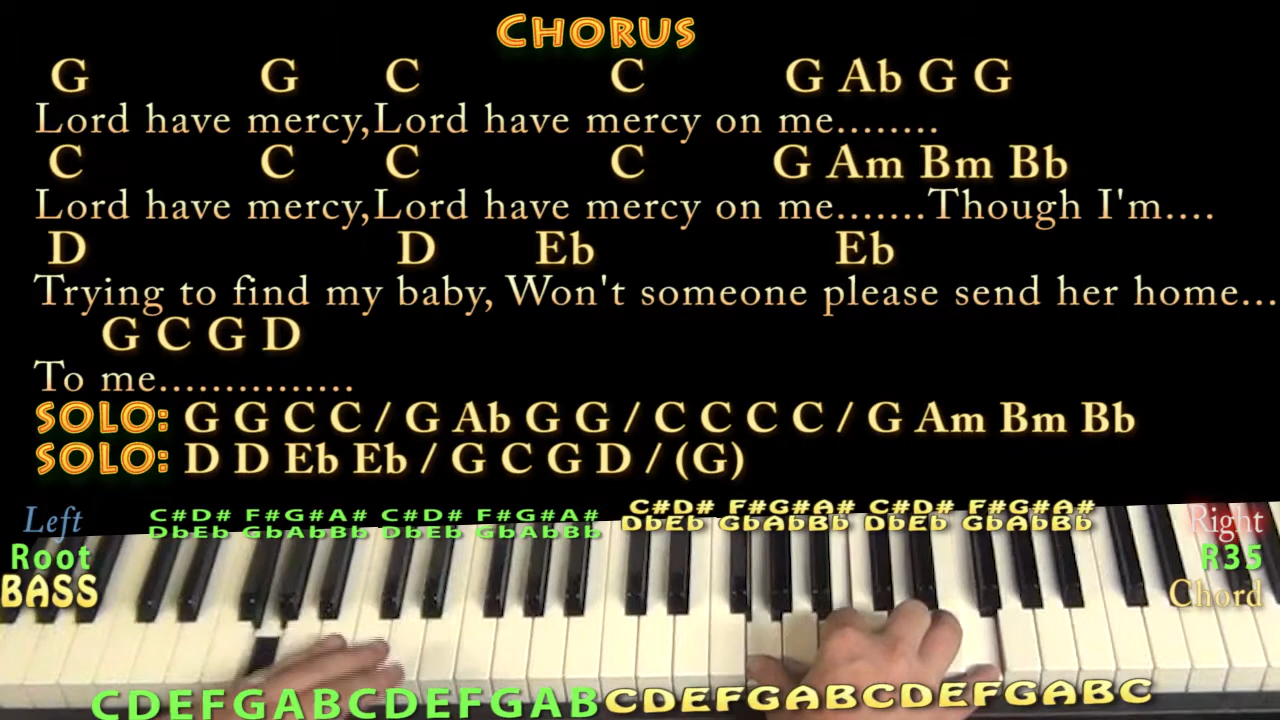 CHORUS
G G C C G Ab G G
Lord have mercy,Lord have mercy on me........
C C C C G Am Bm Bb
Lord have mercy,Lord have mercy on me.......Though I'm....
D D Eb Eb
Trying to find my baby, Won't someone please send her home...
G C G D
To me...............
SOLO: G G C C / G Ab G G / C C C C / G Am Bm Bb
SOLO: D D Eb Eb / G C G D / (G)
Left C#D# F#G#A# C#D# F#G#A# C#D# F#G#A# C#D# F#G#A# Right
DbEb GbAbBb DbEb GbAbBb DbEb GbAbBb DbEb GbAbBb
Root R35
BASS Chord
CDEFGABCDEFGABCDEFGABCDEFGABC